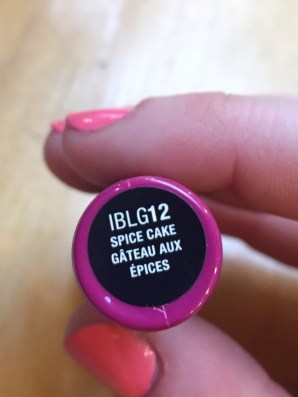 IBLG12
SPICE CAKE
GÂTEAU AUX
ÉPICES